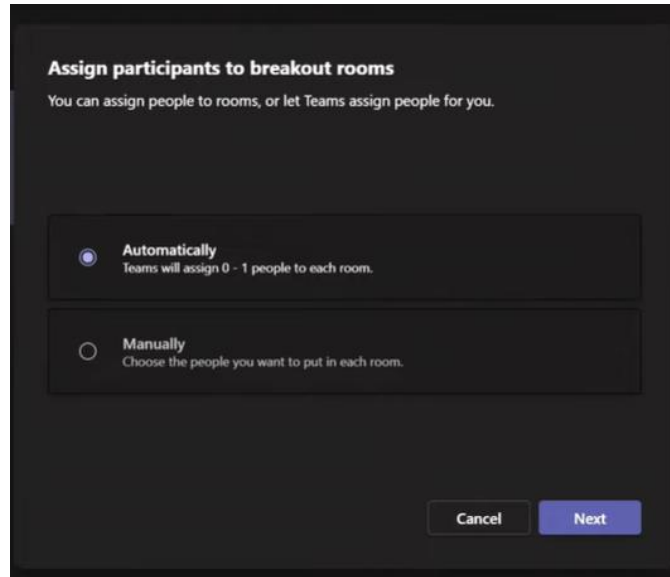 Assign participants to breakout rooms
You can assign people to rooms, or let Teams assign people for you.
Automatically
Teams will assign 0 - 1 people to each room.
Manually
Choose the people you want to put in each room.
Cancel Next